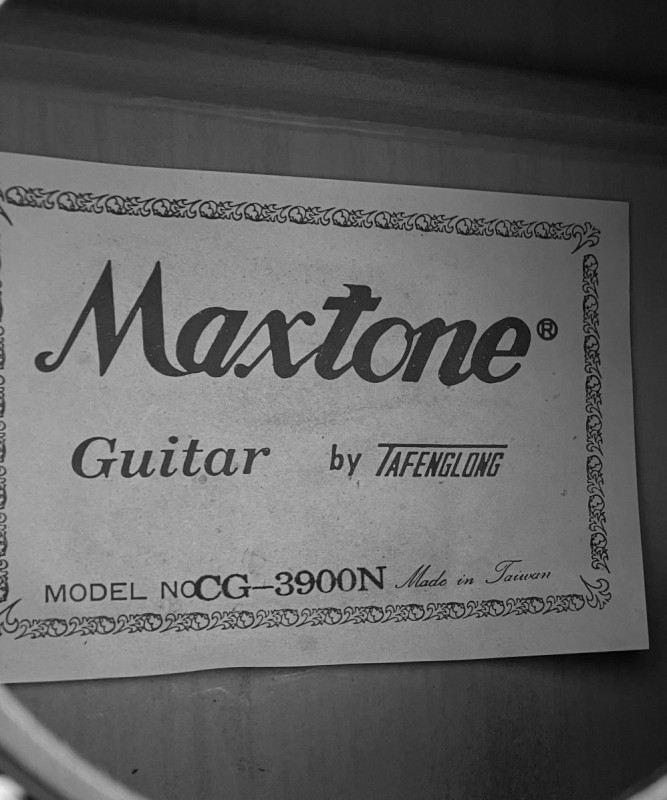 Maxtone®
Guitar by TAFENGLONG
MODEL NO CG-3900N Made in Taiwan